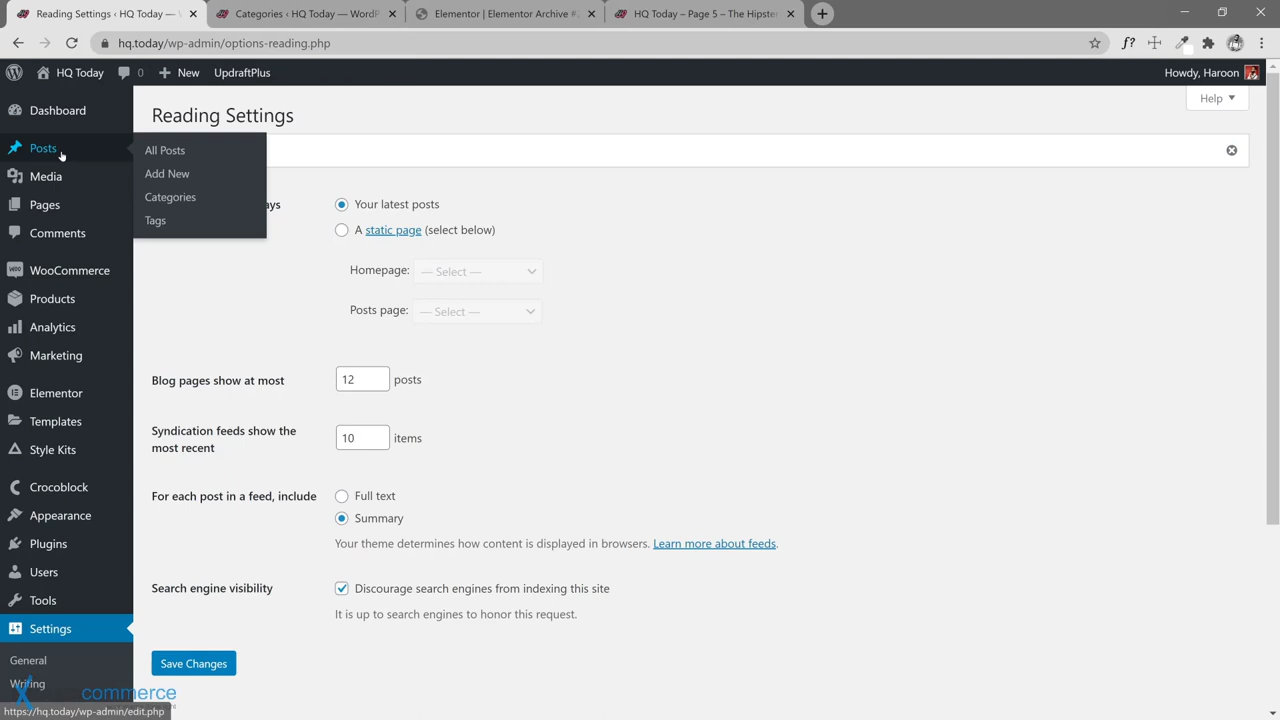 Reading Settings ‹ HQ Today — W
Categories ‹ HQ Today — WordP
Elementor | Elementor Archive #2
HQ Today – Page 5 – The Hipster
hq.today/wp-admin/options-reading.php
f?
HQ Today
0
New
UpdraftPlus
Howdy, Haroon
Help
Dashboard
Posts
Media
Pages
Comments
WooCommerce
Products
Analytics
Marketing
Elementor
Templates
Style Kits
Crocoblock
Appearance
Plugins
Users
Tools
Settings
General
Writing
All Posts
Add New
Categories
Tags
Reading Settings
ays
Your latest posts
A static page (select below)
Homepage: — Select —
Posts page: — Select —
Blog pages show at most 12 posts
Syndication feeds show the
most recent
10 items
For each post in a feed, include
Full text
Summary
Your theme determines how content is displayed in browsers. Learn more about feeds.
Search engine visibility
Discourage search engines from indexing this site
It is up to search engines to honor this request.
Save Changes
X commerce
https://hq.today/wp-admin/edit.php